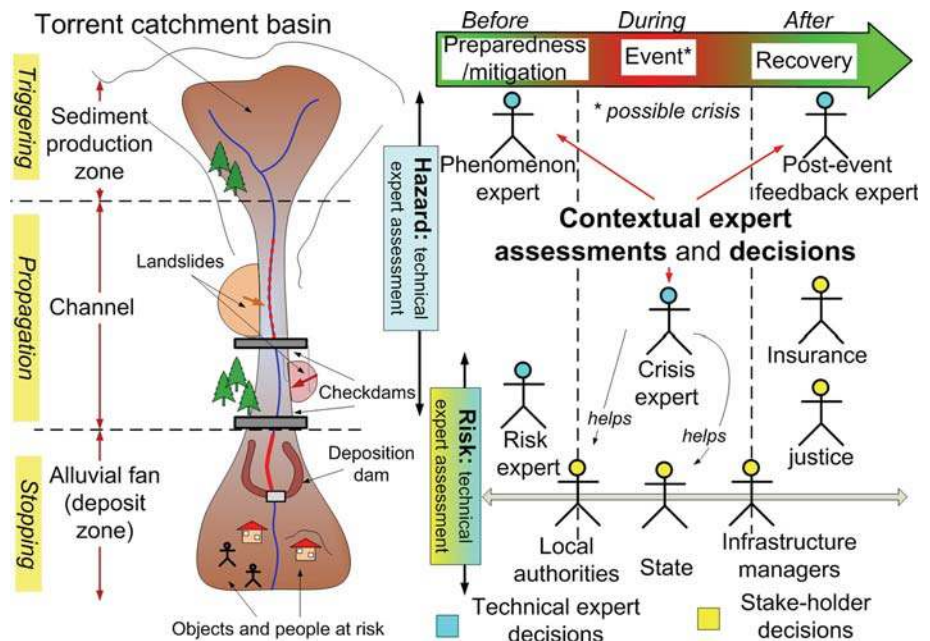 Torrent catchment basin
Triggering
Sediment
production
zone
Propagation
Channel
Landslides
Checkdams
Stopping
Alluvial fan
(deposit
zone)
Deposition
dam
Objects and people at risk
Hazard: technical
expert assessment
Risk: technical
expert assessment
Before
During
After
Preparedness
/mitigation
Event*
Recovery
* possible crisis
Phenomenon
expert
Post-event
feedback expert
Contextual expert
assessments and decisions
Crisis
expert
Insurance
helps
helps
Risk
expert
justice
Local
authorities
State
Infrastructure
managers
Technical expert
decisions
Stake-holder
decisions